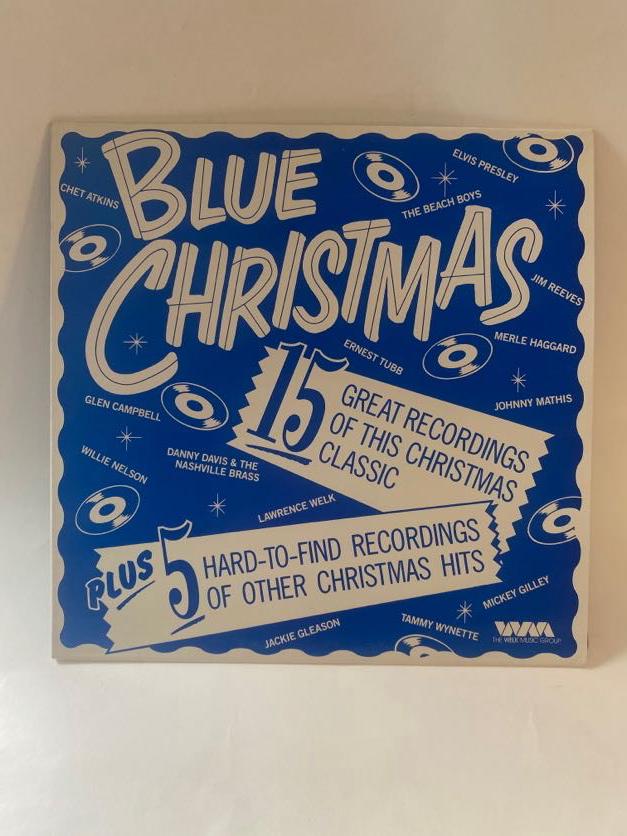 BLUE
CHRISTMAS
CHET ATKINS
ELVIS PRESLEY
THE BEACH BOYS
JIM REEVES
MERLE HAGGARD
ERNEST TUBB
JOHNNY MATHIS
GLEN CAMPBELL
15 GREAT RECORDINGS
OF THIS CHRISTMAS
CLASSIC
WILLIE NELSON
DANNY DAVIS & THE
NASHVILLE BRASS
LAWRENCE WELK
PLUS 5 HARD-TO-FIND RECORDINGS
OF OTHER CHRISTMAS HITS
MICKEY GILLEY
TAMMY WYNETTE
JACKIE GLEASON
WM
THE WELK MUSIC GROUP